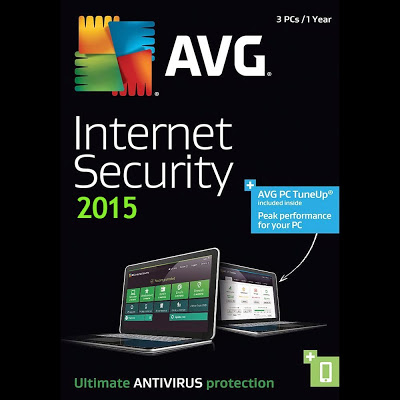 3 PCs / 1 Year
AVG®
Internet
Security
2015
+
AVG PC TuneUp®
included inside
Peak performance
for your PC
+
Ultimate ANTIVIRUS protection